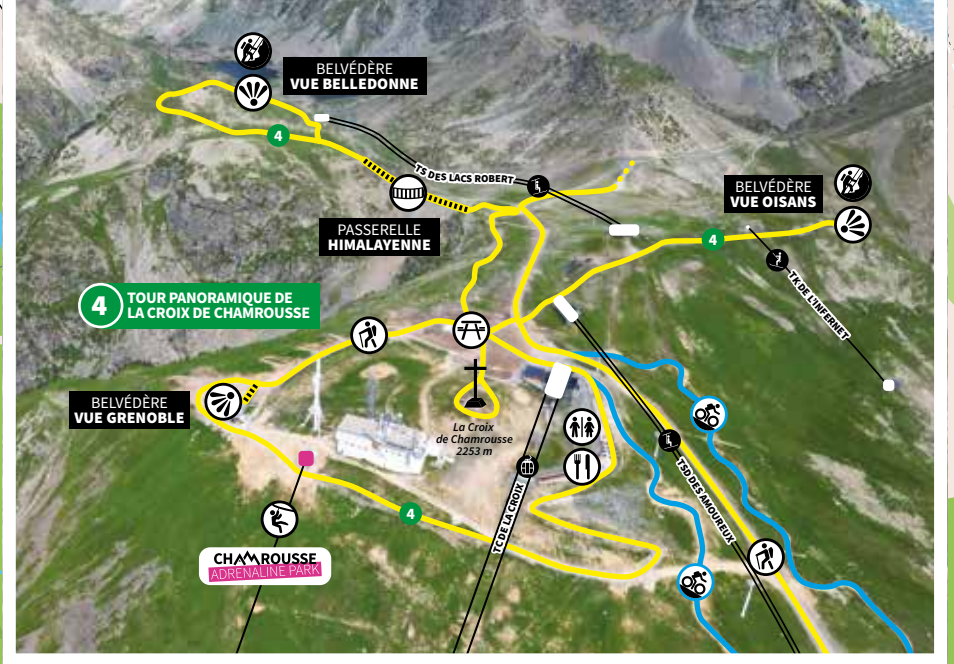 BELVÉDÈRE
VUE BELLEDONNE
4
TS DES LACS ROBERT
BELVÉDÈRE
VUE OISANS
PASSERELLE
HIMALAYENNE
4
TK DE L'INFERNET
4
TOUR PANORAMIQUE DE
LA CROIX DE CHAMROUSSE
BELVÉDÈRE
VUE GRENOBLE
La Croix
de Chamrousse
2253 m
TSD DES AMOUREUX
TC DE LA CROIX
4
CHAMROUSSE
ADRENALINE PARK